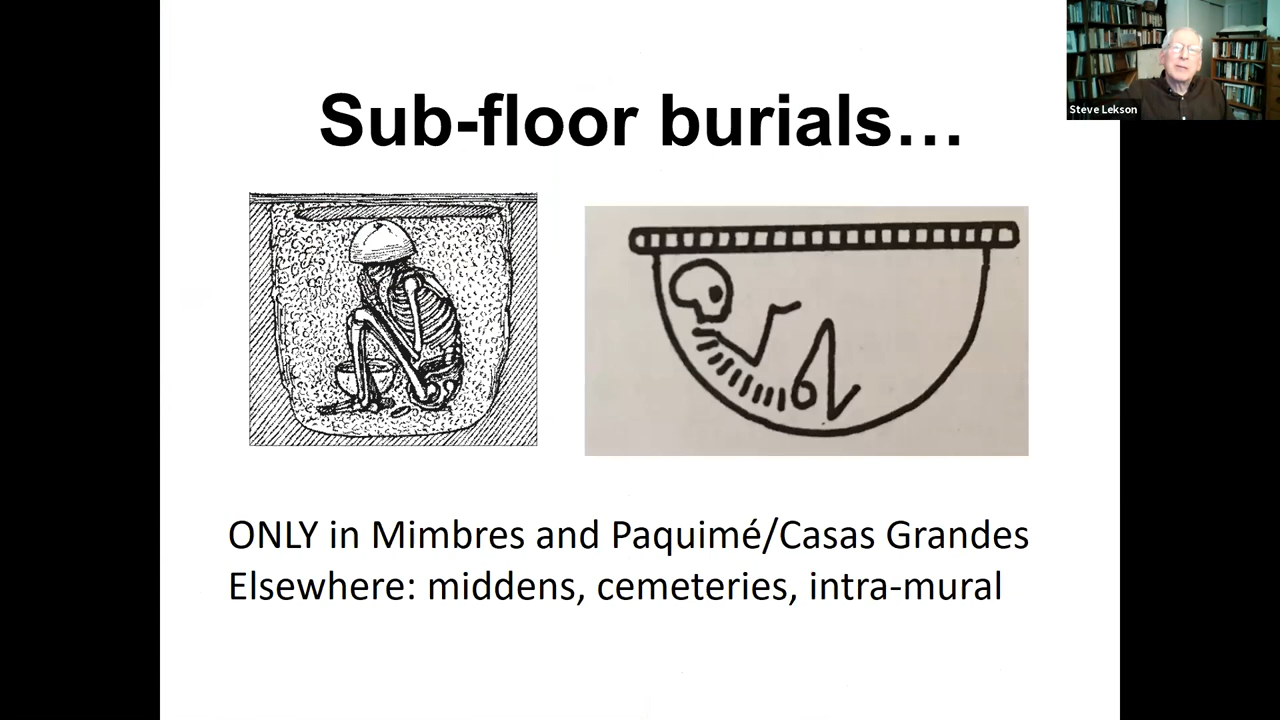 Sub-floor burials…
Steve Lekson
ONLY in Mimbres and Paquimé/Casas Grandes
Elsewhere: middens, cemeteries, intra-mural